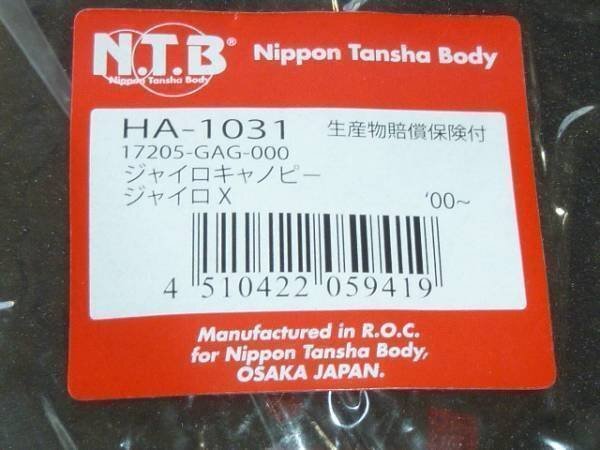 N.T.B® Nippon Tansha Body
Nippon Tansha Body
HA-1031 生産物賠償保険付
17205-GAG-000
ジャイロキャノピー
ジャイロX '00~
4 510422 059419
Manufactured in R.O.C.
for Nippon Tansha Body,
OSAKA JAPAN.